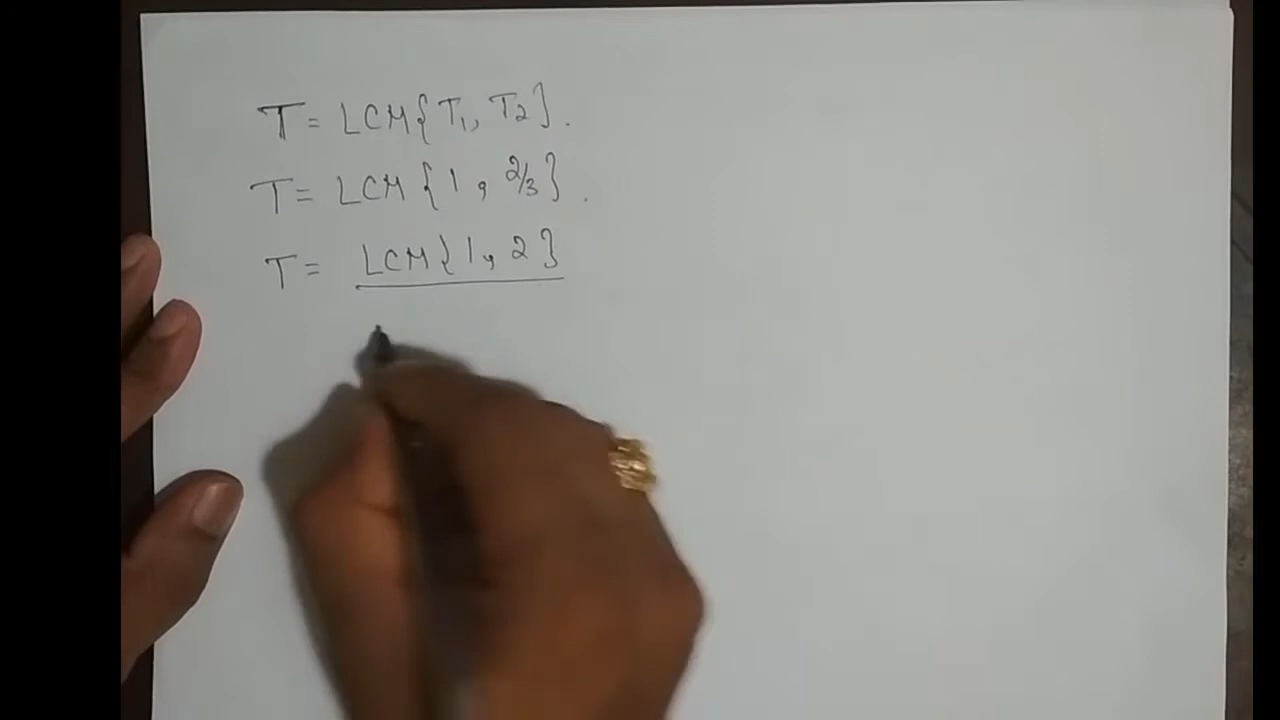 T = LCM{T₁, T₂}.
T = LCM{1, 2/3}.
T = LCM{1, 2}